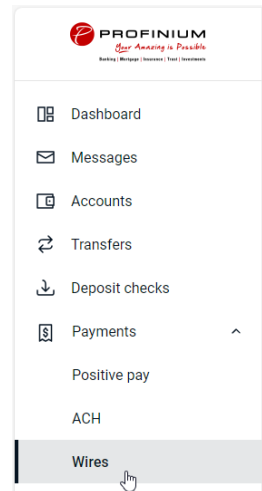 PROFINIUM
Your Amazing is Possible
Banking | Mortgage | Insurance | Trust | Investments
Dashboard
Messages
Accounts
Transfers
Deposit checks
Payments
Positive pay
ACH
Wires